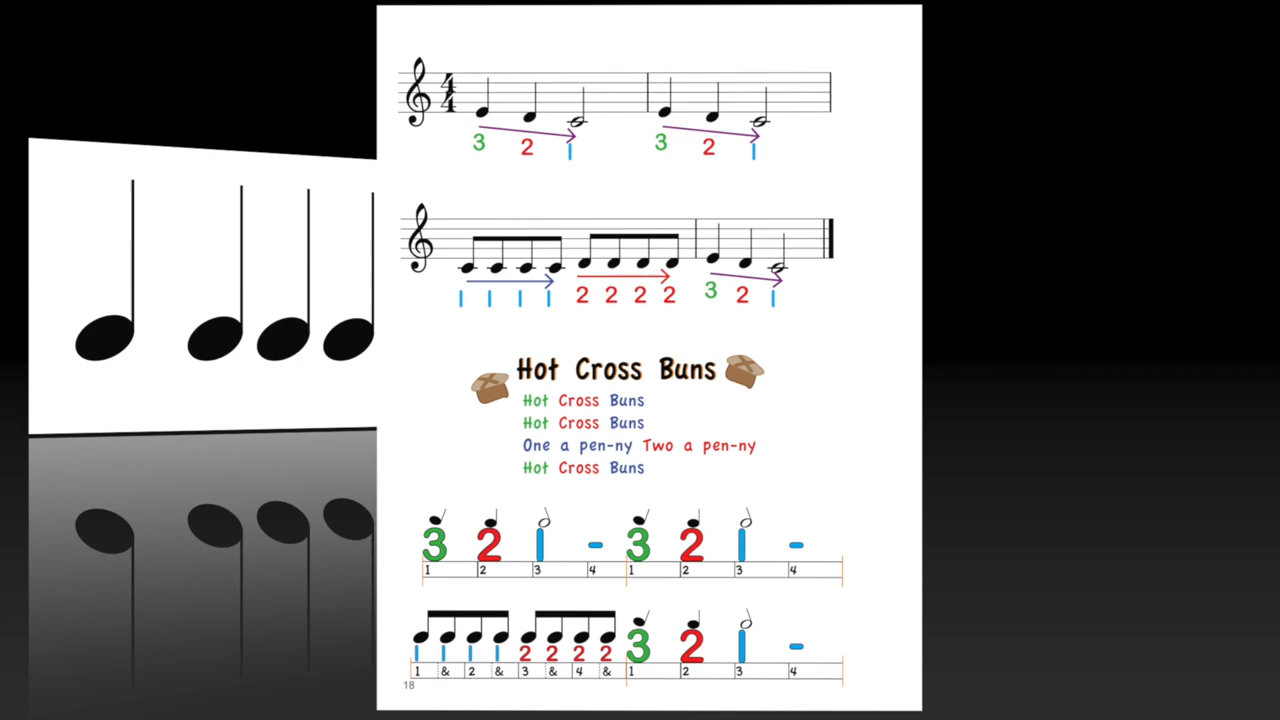 4
4
3 2 1 3 2 1
1 1 1 1 2 2 2 2 3 2 1
Hot Cross Buns
Hot Cross Buns
Hot Cross Buns
One a pen-ny Two a pen-ny
Hot Cross Buns
3 2 1 - 3 2 1 -
1 2 3 4 1 2 3 4
1 1 1 1 2 2 2 2 3 2 1 -
1 & 2 & 3 & 4 & 1 2 3 4
18